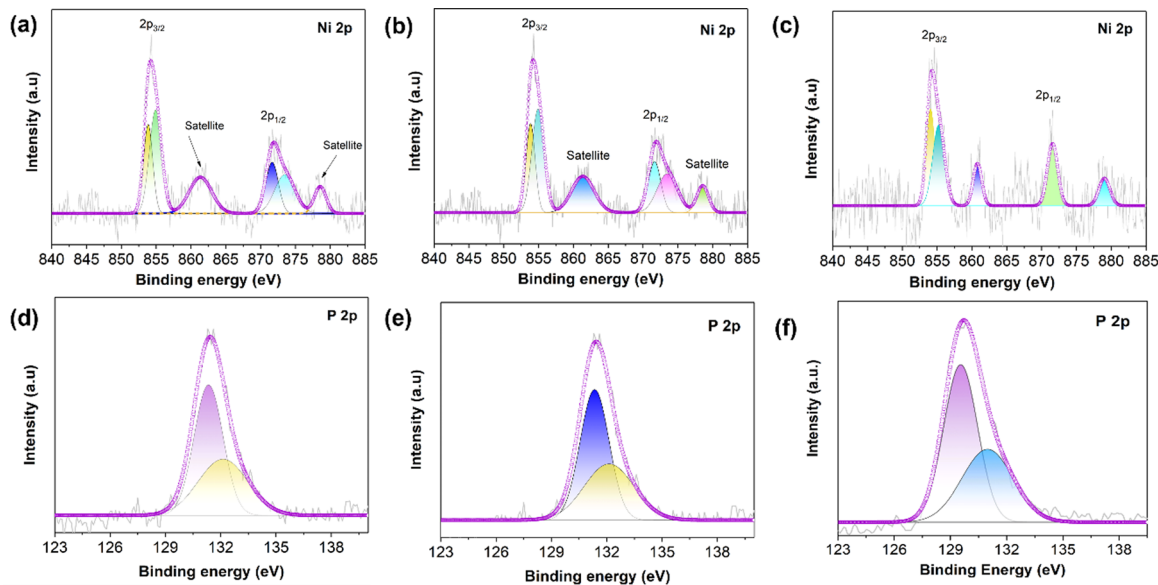 (a)
2p3/2
Ni 2p
Satellite
2p1/2
Satellite
Intensity (a.u)
840 845 850 855 860 865 870 875 880 885
Binding energy (eV)
(b)
2p3/2
Ni 2p
Satellite
2p1/2
Satellite
Intensity (a.u)
840 845 850 855 860 865 870 875 880 885
Binding energy (eV)
(c)
Ni 2p
2p3/2
2p1/2
Intensity (a.u)
840 845 850 855 860 865 870 875 880 885
Binding energy (eV)
(d)
P 2p
Intensity (a.u)
123 126 129 132 135 138
Binding energy (eV)
(e)
P 2p
Intensity (a.u)
123 126 129 132 135 138
Binding energy (eV)
(f)
P 2p
Intensity (a.u.)
123 126 129 132 135 138
Binding Energy (eV)